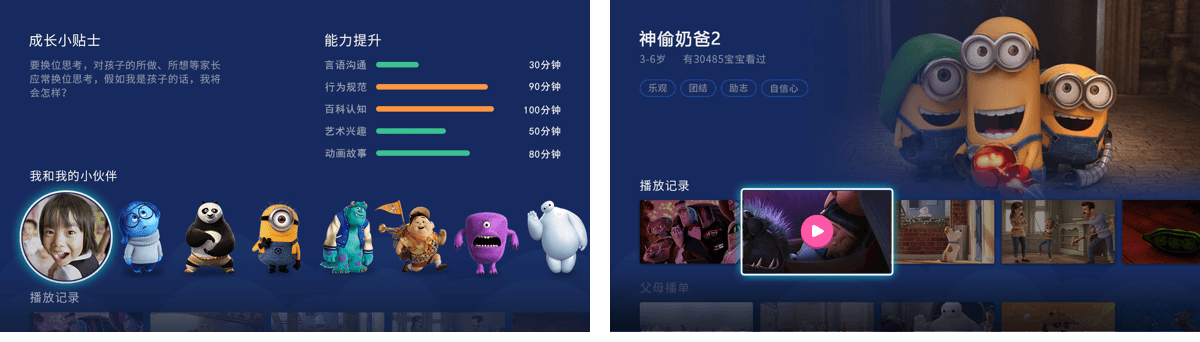 成长小贴士
要换位思考，对孩子的所做、所想等家长
应常换位思考，假如我是孩子的话，我将
会怎样？
能力提升
言语沟通 30分钟
行为规范 90分钟
百科认知 100分钟
艺术兴趣 50分钟
动画故事 80分钟
我和我的小伙伴
播放记录
神偷奶爸2
3-6岁 有30485宝宝看过
乐观 团结 励志 自信心
播放记录
父母播单